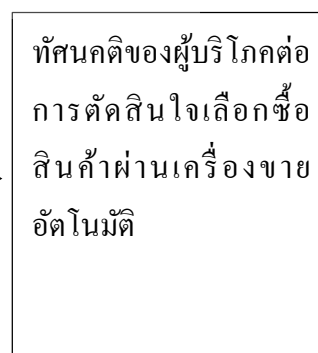 ทัศนคติของผู้บริโภคต่อ
การตัดสินใจเลือกซื้อ
สินค้าผ่านเครื่องขาย
อัตโนมัติ